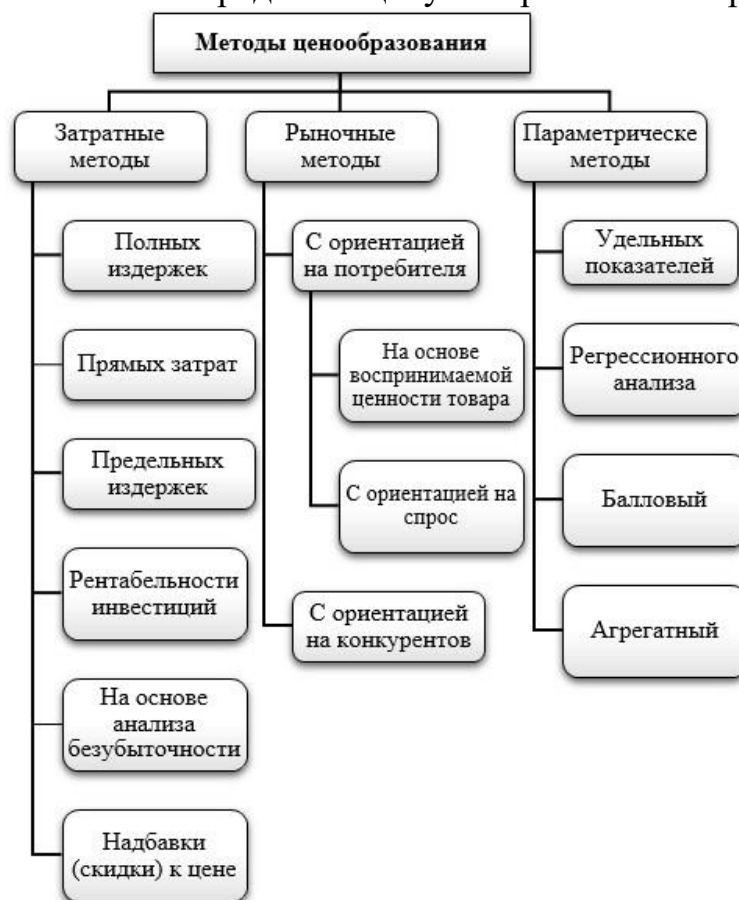 Методы ценообразования
Затратные
методы
Полных
издержек
Прямых затрат
Предельных
издержек
Рентабельности
инвестиций
На основе
анализа
безубыточности
Надбавки
(скидки) к цене
Рыночные
методы
С ориентацией
на потребителя
На основе
воспринимаемой
ценности товара
С ориентацией на
спрос
С ориентацией
на конкурентов
Параметрическе
методы
Удельных
показателей
Регрессионного
анализа
Балловый
Агрегатный